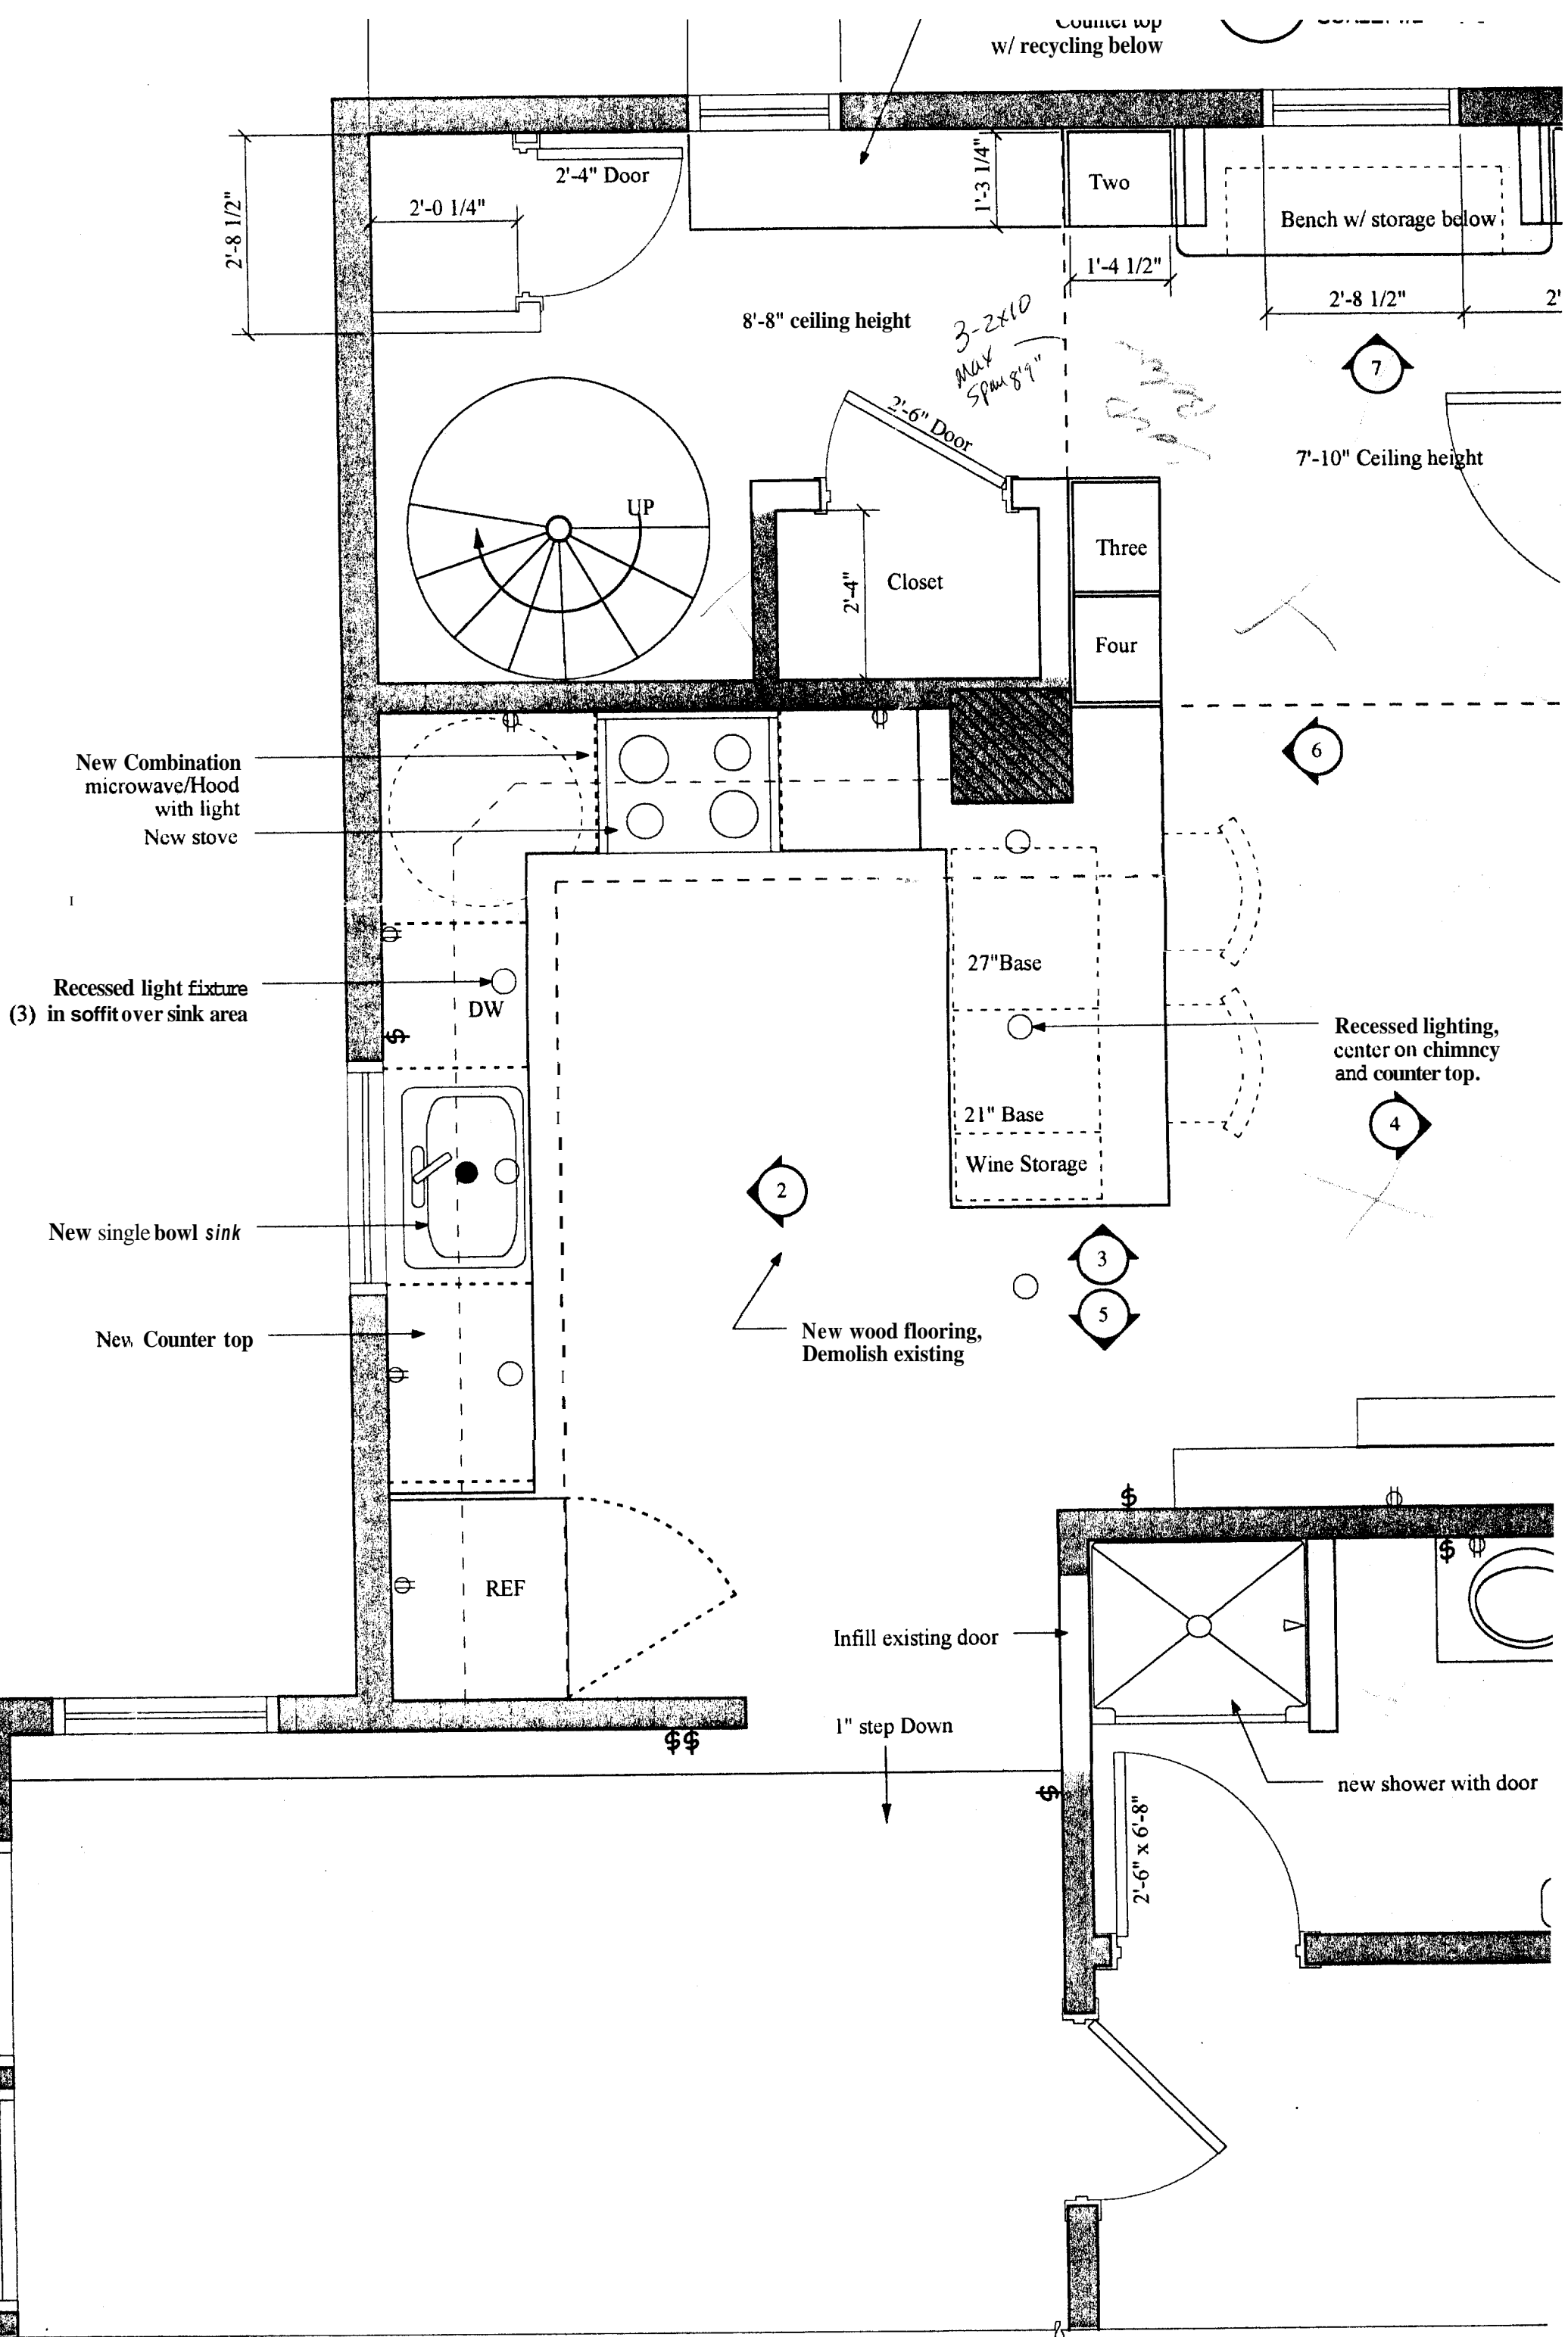 Counter top
w/ recycling below
2'-4" Door
2'-0 1/4"
2'-8 1/2"
1'-3 1/4"
Two
Bench w/ storage below
1'-4 1/2"
2'-8 1/2"
2'
8'-8" ceiling height
3-2x10
Max
Span 8'9"
7
2'-6" Door
7'-10" Ceiling height
UP
Three
2'-4"
Closet
Four
6
New Combination
microwave/Hood
with light
New stove
27"Base
Recessed light fixture
(3) in soffit over sink area
DW
Recessed lighting,
center on chimney
and counter top.
21" Base
4
Wine Storage
2
New single bowl sink
3
5
New Counter top
New wood flooring,
Demolish existing
REF
Infill existing door
1" step Down
new shower with door
2'-6" x 6'-8"